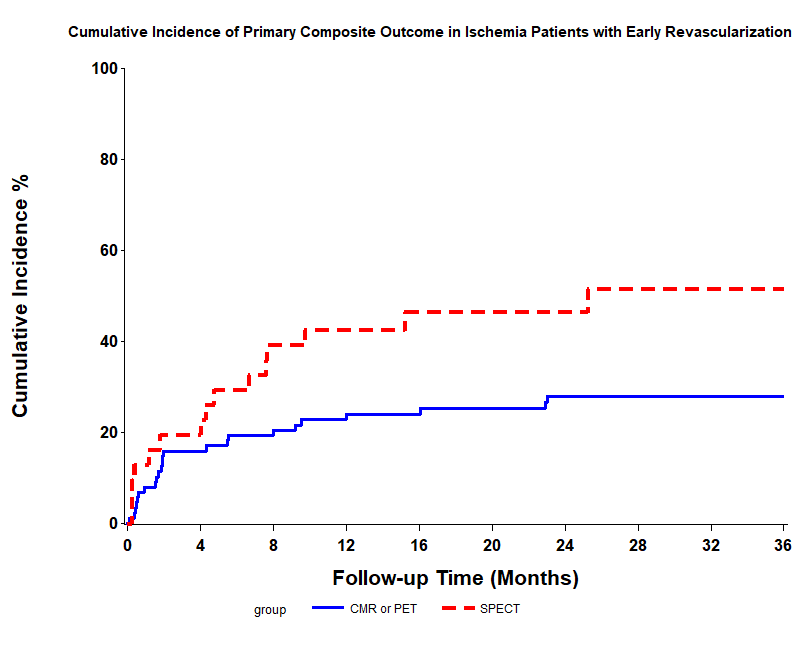 Cumulative Incidence of Primary Composite Outcome in Ischemia Patients with Early Revascularization
100
80
60
40
20
0
Cumulative Incidence %
0 4 8 12 16 20 24 28 32 36
Follow-up Time (Months)
group CMR or PET SPECT